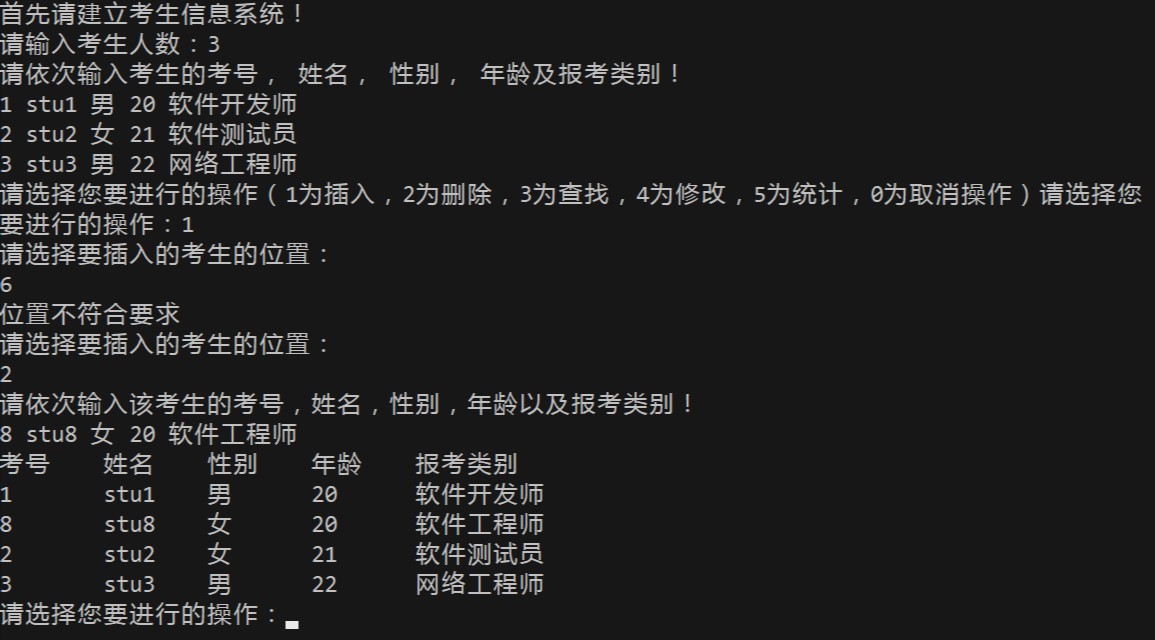 首先请建立考生信息系统！
请输入考生人数：3
请依次输入考生的考号， 姓名， 性别， 年龄及报考类别！
1 stu1 男 20 软件开发师
2 stu2 女 21 软件测试员
3 stu3 男 22 网络工程师
请选择您要进行的操作（1为插入，2为删除，3为查找，4为修改，5为统计，0为取消操作）请选择您
要进行的操作：1
请选择要插入的考生的位置：
6
位置不符合要求
请选择要插入的考生的位置：
2
请依次输入该考生的考号，姓名，性别，年龄以及报考类别！
8 stu8 女 20 软件工程师
考号    姓名    性别    年龄    报考类别
1       stu1    男      20      软件开发师
8       stu8    女      20      软件工程师
2       stu2    女      21      软件测试员
3       stu3    男      22      网络工程师
请选择您要进行的操作：